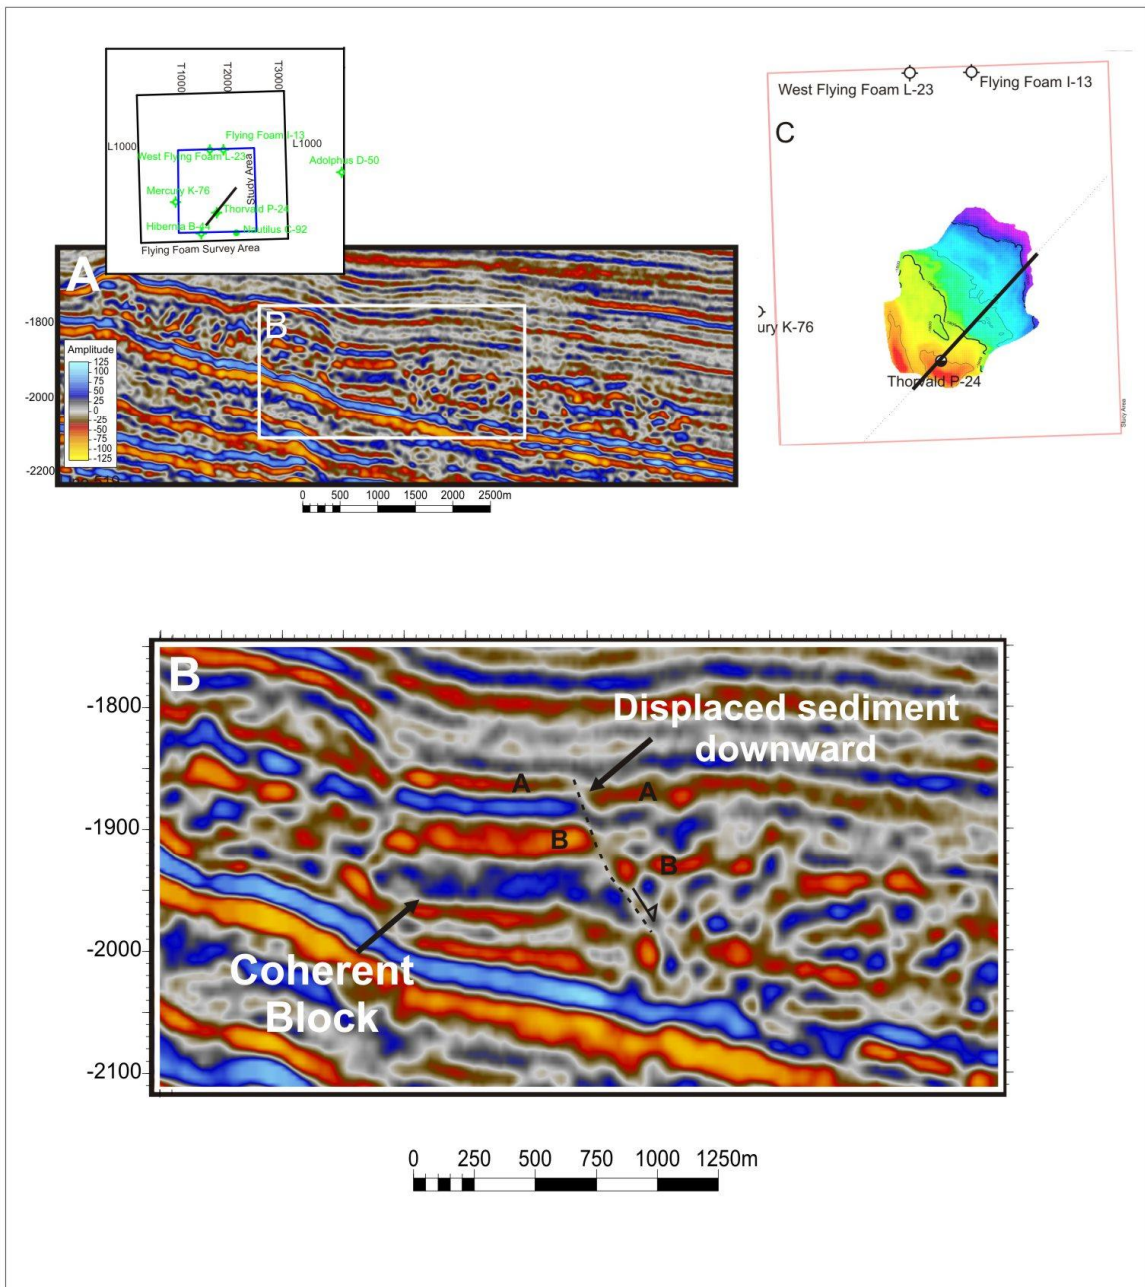 T1000
T2000
T3000
Flying Foam I-13
L1000
L1000
West Flying Foam L-23
Adolphus D-50
Study Area
Mercury K-76
Thorvald P-24
Hibernia B-44
Nautilus C-92
Flying Foam Survey Area
A
B
-1800
-2000
-2200
Amplitude
125
100
75
50
25
0
-25
-50
-75
-100
-125
0 500 1000 1500 2000 2500m
West Flying Foam L-23
Flying Foam I-13
C
ury K-76
Thorvald P-24
Study Area
B
-1800
-1900
-2000
-2100
Displaced sediment
downward
A
A
B
B
Coherent
Block
0 250 500 750 1000 1250m